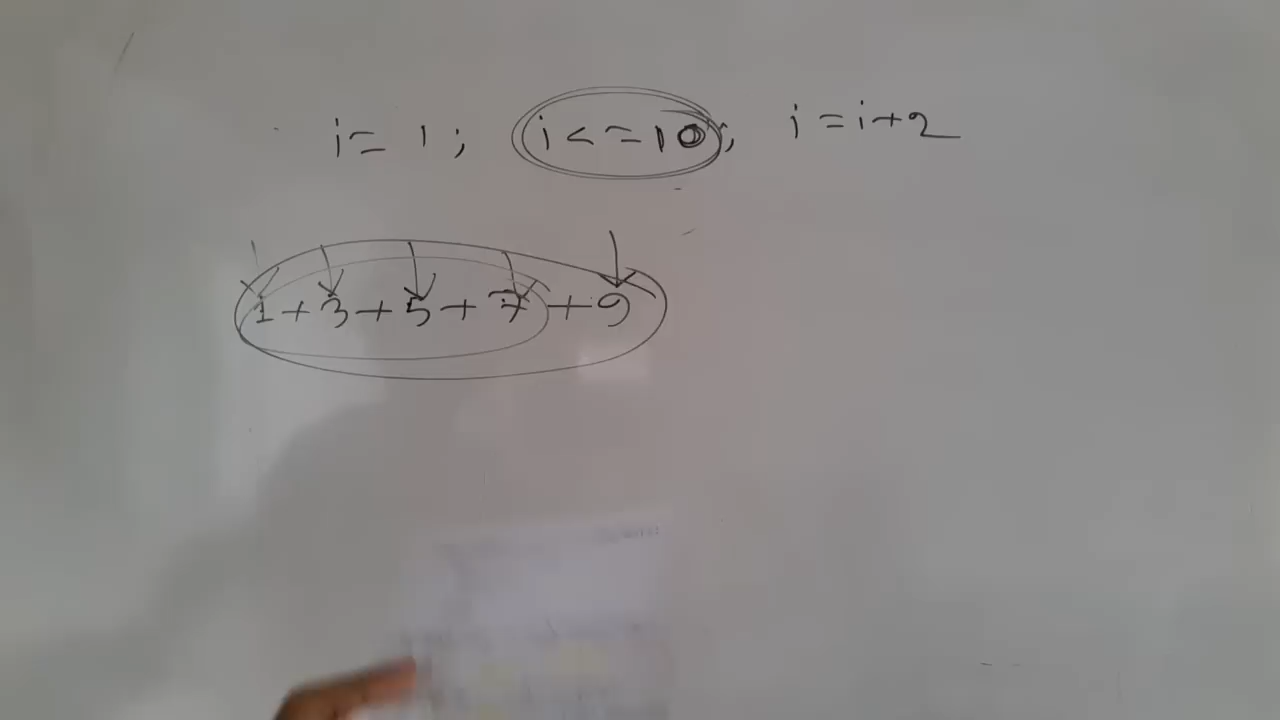 i = 1 ; i <= 10 ; i = i+2
1 + 3 + 5 + 7 + 9